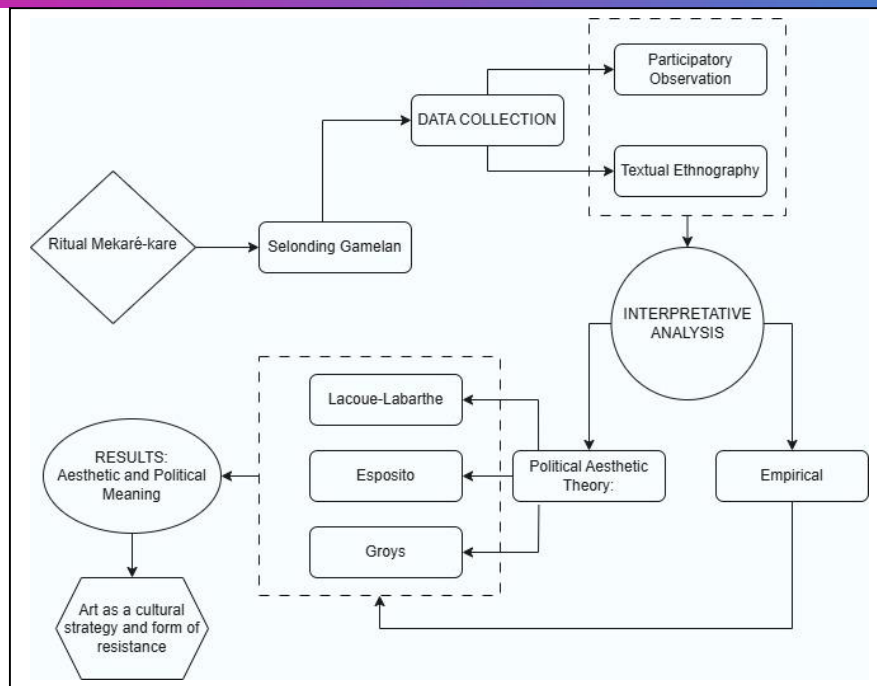 Participatory
Observation
DATA COLLECTION
Textual Ethnography
Ritual Mekaré-kare
Selonding Gamelan
INTERPRETATIVE
ANALYSIS
Lacoue-Labarthe
RESULTS:
Aesthetic and Political
Meaning
Esposito
Political Aesthetic
Theory:
Empirical
Groys
Art as a cultural
strategy and form of
resistance